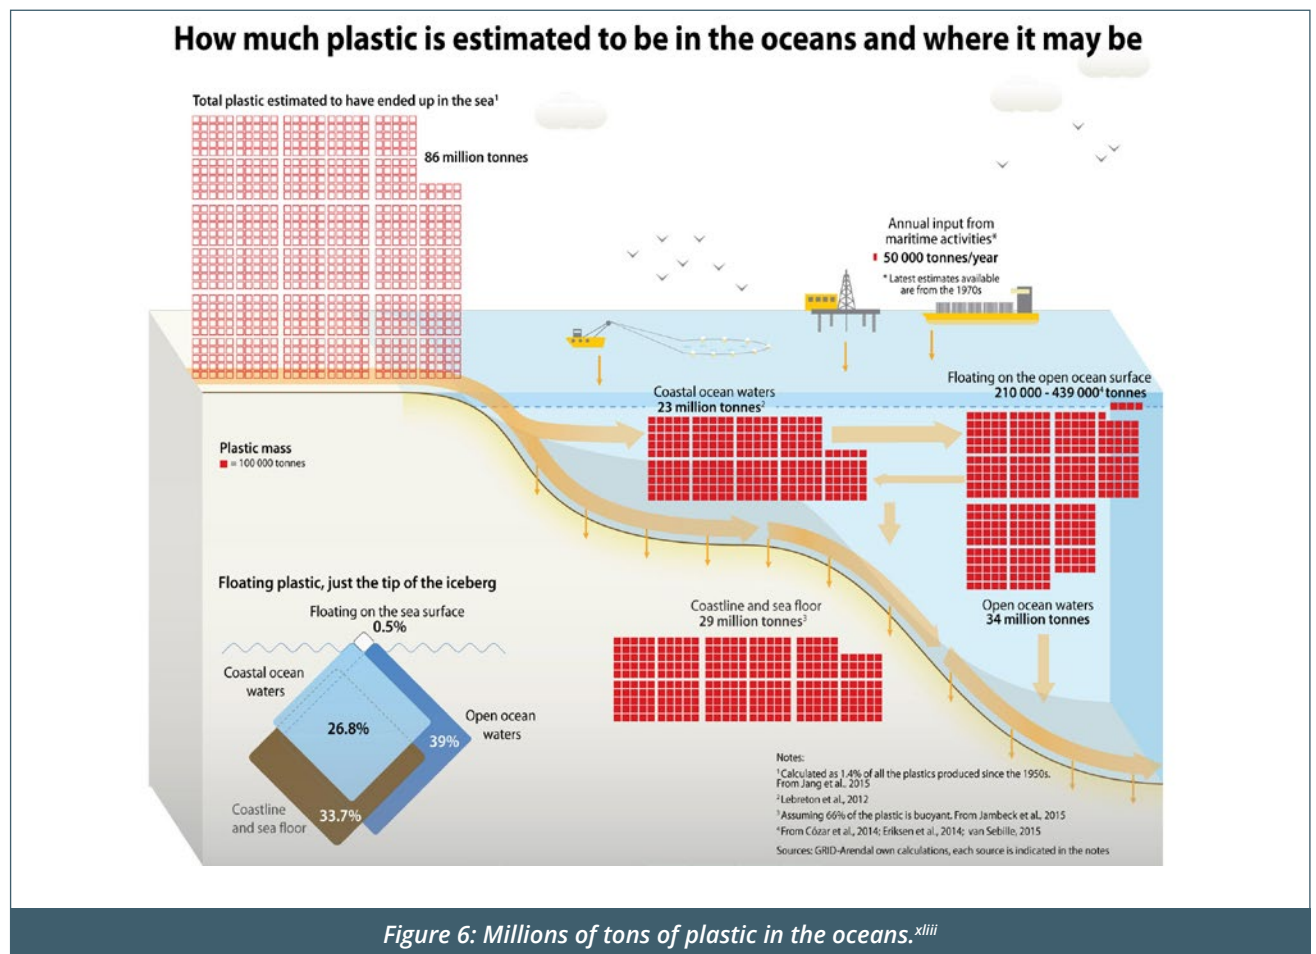 How much plastic is estimated to be in the oceans and where it may be
Total plastic estimated to have ended up in the sea¹
86 million tonnes
Annual input from
maritime activities*
50 000 tonnes/year
* Latest estimates available
are from the 1970s
Floating on the open ocean surface
210 000 - 439 000⁴ tonnes
Coastal ocean waters
23 million tonnes²
Plastic mass
= 100 000 tonnes
Floating plastic, just the tip of the iceberg
Floating on the sea surface
0.5%
Coastal ocean
waters
26.8%
Open ocean
waters
39%
33.7%
Coastline
and sea floor
Coastline and sea floor
29 million tonnes³
Open ocean waters
34 million tonnes
Notes:
¹Calculated as 1.4% of all the plastics produced since the 1950s.
From Jang et al., 2015
²Lebreton et al., 2012
³Assuming 66% of the plastic is buoyant. From Jambeck et al., 2015
⁴From Cózar et al., 2014; Eriksen et al., 2014; van Sebille, 2015
Sources: GRID-Arendal own calculations, each source is indicated in the notes
Figure 6: Millions of tons of plastic in the oceans.xliii